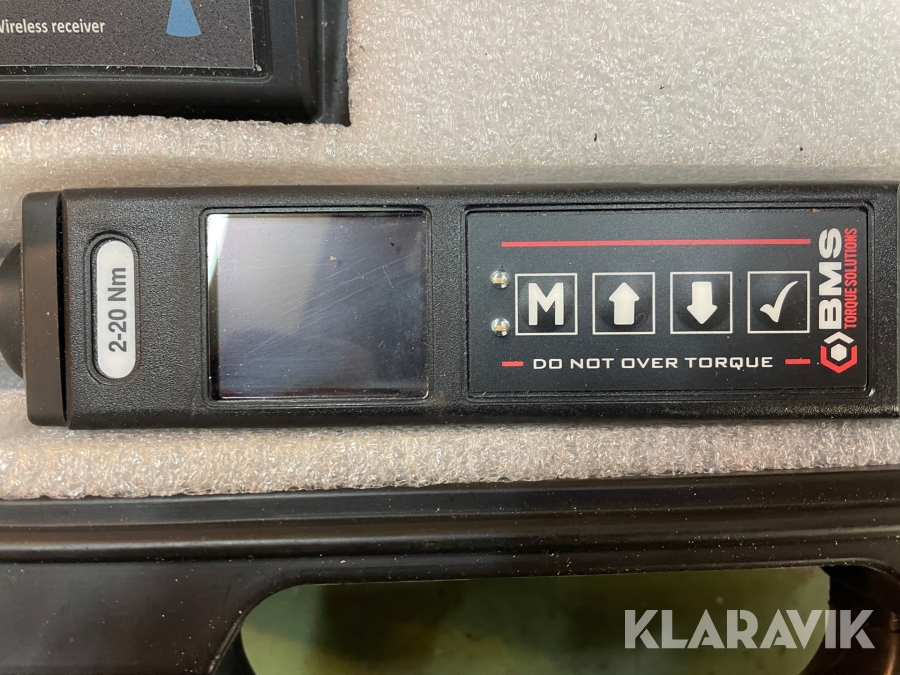 Wireless receiver
2-20 Nm
M
DO NOT OVER TORQUE
BMS
TORQUE SOLUTIONS
KLARAVIK